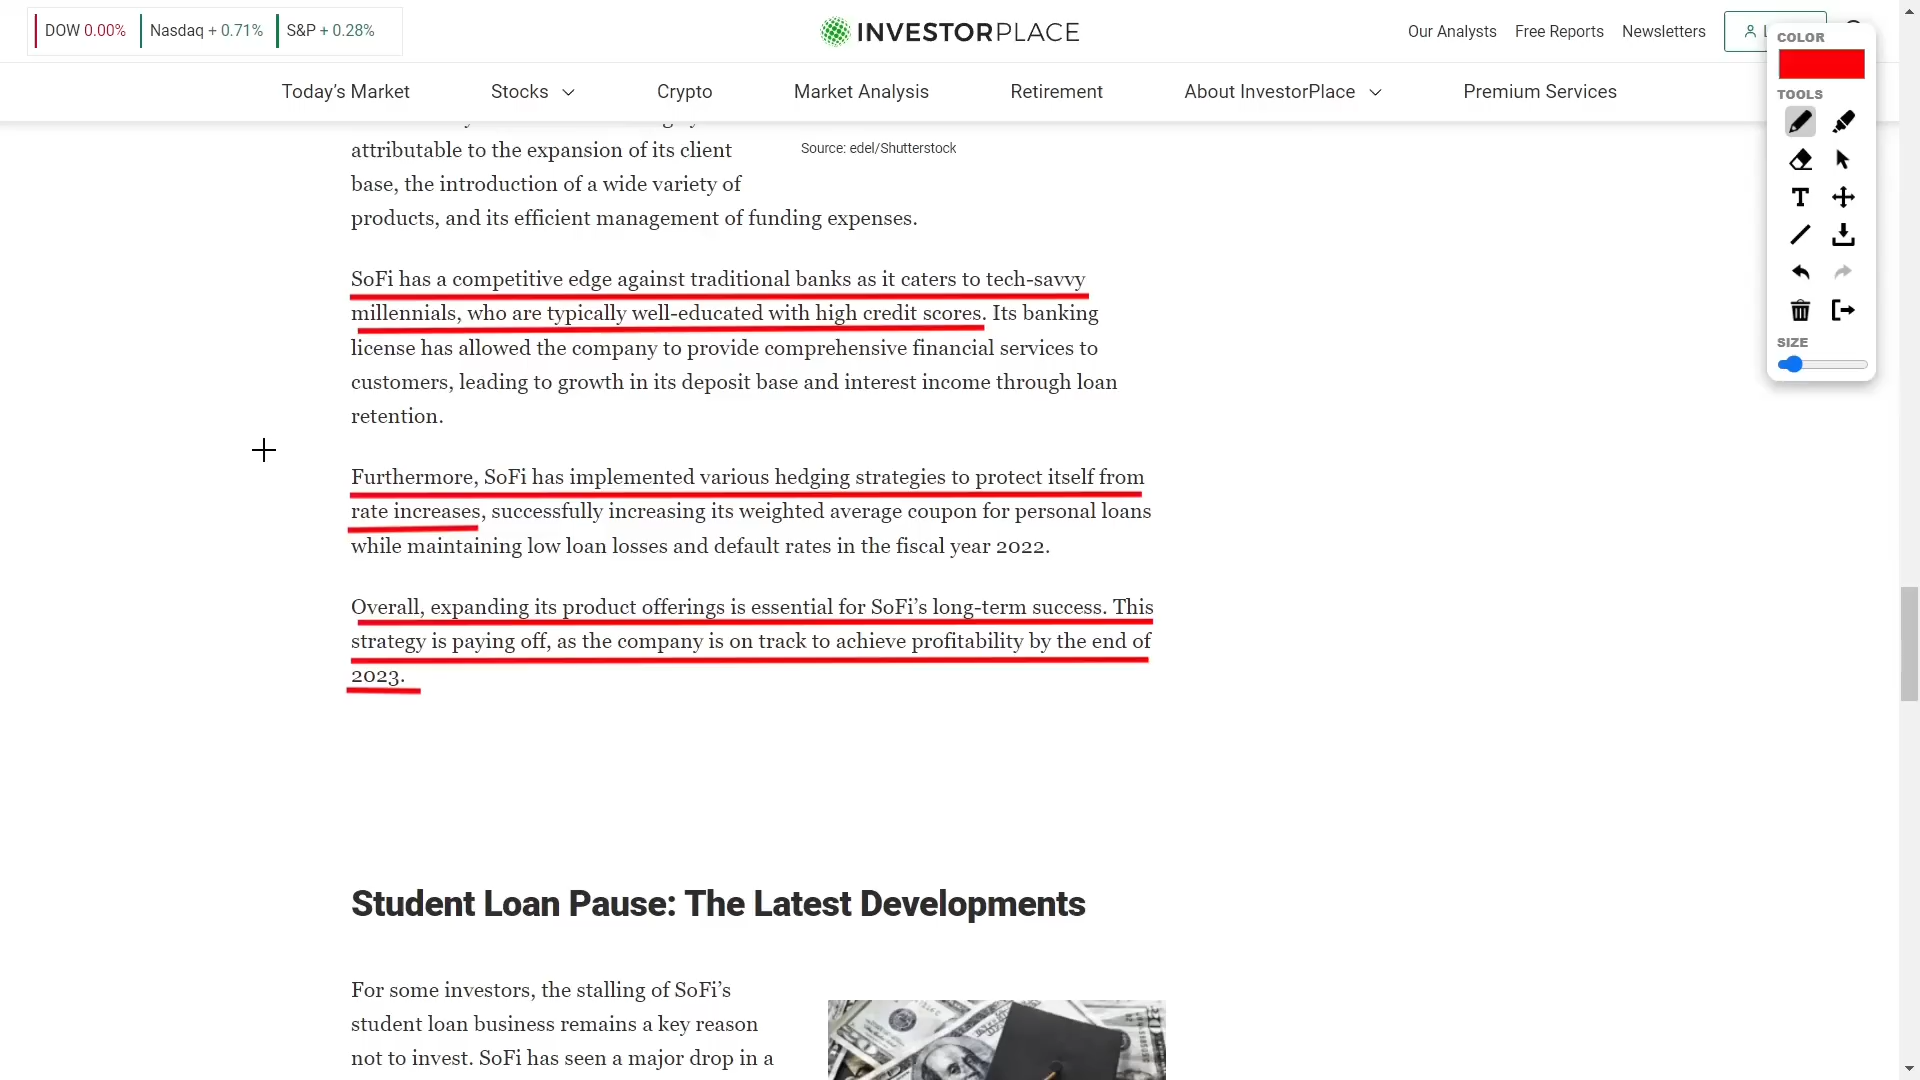 DOW 0.00% Nasdaq + 0.71% S&P + 0.28%
INVESTORPLACE
Our Analysts Free Reports Newsletters
Today's Market Stocks Crypto Market Analysis Retirement About InvestorPlace Premium Services
COLOR
TOOLS
SIZE
attributable to the expansion of its client
base, the introduction of a wide variety of
products, and its efficient management of funding expenses.
Source: edel/Shutterstock
SoFi has a competitive edge against traditional banks as it caters to tech-savvy
millennials, who are typically well-educated with high credit scores. Its banking
license has allowed the company to provide comprehensive financial services to
customers, leading to growth in its deposit base and interest income through loan
retention.
Furthermore, SoFi has implemented various hedging strategies to protect itself from
rate increases, successfully increasing its weighted average coupon for personal loans
while maintaining low loan losses and default rates in the fiscal year 2022.
Overall, expanding its product offerings is essential for SoFi’s long-term success. This
strategy is paying off, as the company is on track to achieve profitability by the end of
2023.
Student Loan Pause: The Latest Developments
For some investors, the stalling of SoFi’s
student loan business remains a key reason
not to invest. SoFi has seen a major drop in a